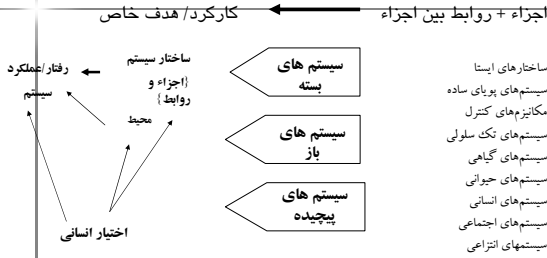 اجزاء + روابط بین اجزاء
کارکرد/ هدف خاص
ساختارهای ایستا
سیستم‌های پویای ساده
مکانیزم‌های کنترل
سیستم‌های تک سلولی
سیستم‌های گیاهی
سیستم‌های حیوانی
سیستم‌های انسانی
سیستم‌های اجتماعی
سیستمهای انتزاعی
سیستم های
بسته
سیستم های
باز
سیستم های
پیچیده
ساختار سیستم
{اجزاء و
روابط}
محیط
رفتار/عملکرد
سیستم
اختیار انسانی